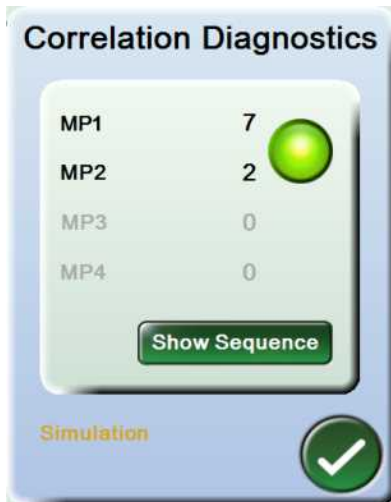 Correlation Diagnostics
MP1 7
MP2 2
MP3 0
MP4 0
Show Sequence
Simulation